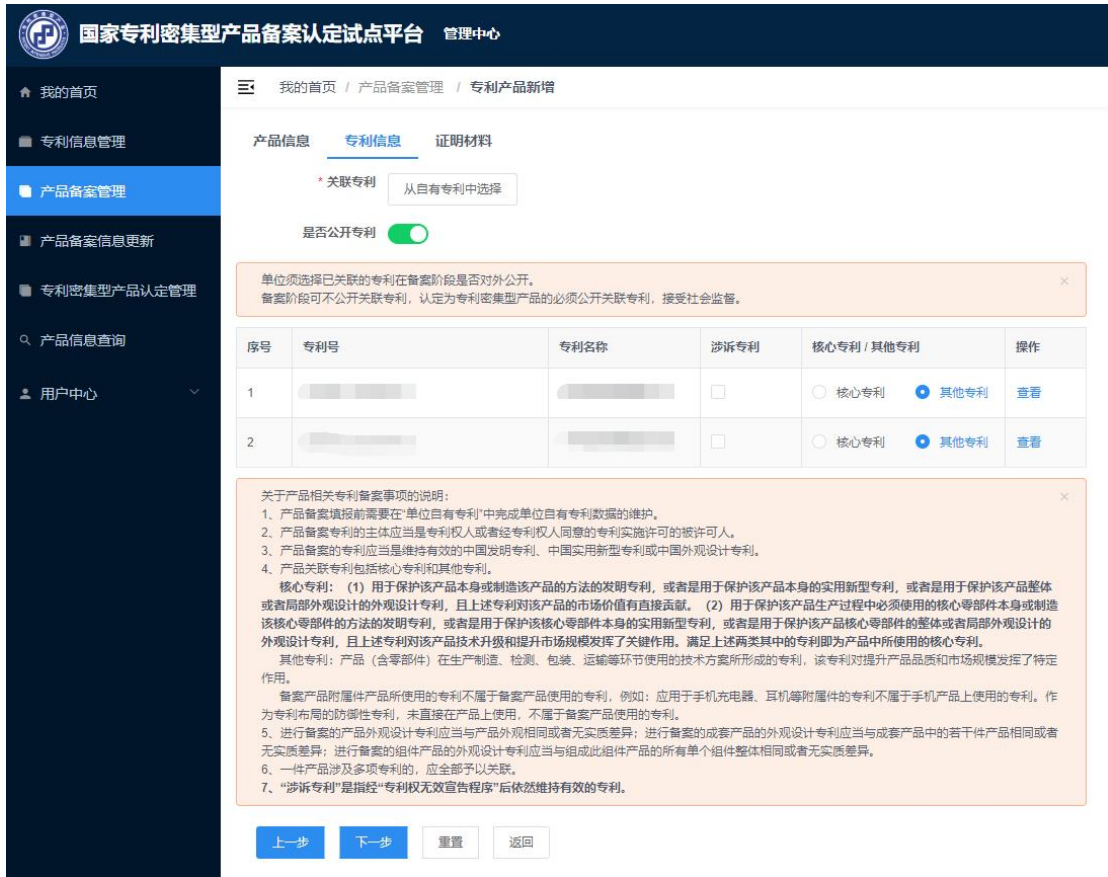 国家专利密集型产品备案认定试点平台 管理中心
我的首页
专利信息管理
产品备案管理
产品备案信息更新
专利密集型产品认定管理
产品信息查询
用户中心
我的首页 / 产品备案管理 / 专利产品新增
产品信息 专利信息 证明材料
* 关联专利 从自有专利中选择
是否公开专利
单位须选择已关联的专利在备案阶段是否对外公开。
备案阶段可不公开关联专利，认定为专利密集型产品的必须公开关联专利，接受社会监督。
序号 专利号 专利名称 涉诉专利 核心专利 / 其他专利 操作
1 核心专利 其他专利 查看
2 核心专利 其他专利 查看
关于产品相关专利备案事项的说明：
1、产品备案填报前需要在“单位自有专利”中完成单位自有专利数据的维护。
2、产品备案专利的主体应当是专利权人或者经专利权人同意的专利实施许可的被许可人。
3、产品备案的专利应当是维持有效的中国发明专利、中国实用新型专利或中国外观设计专利。
4、产品关联专利包括核心专利和其他专利。
核心专利：（1）用于保护该产品本身或制造该产品的方法的发明专利，或者是用于保护该产品本身的实用新型专利，或者是用于保护该产品整体
或者局部外观设计的外观设计专利，且上述专利对该产品的市场价值有直接贡献。（2）用于保护该产品生产过程中必须使用的核心零部件本身或制造
该核心零部件的方法的发明专利，或者是用于保护该核心零部件本身的实用新型专利，或者是用于保护该产品核心零部件的整体或者局部外观设计的
外观设计专利，且上述专利对该产品技术升级和提升市场规模发挥了关键作用。满足上述两类其中的专利即为产品中所使用的核心专利。
其他专利：产品（含零部件）在生产制造、检测、包装、运输等环节使用的技术方案所形成的专利，该专利对提升产品品质和市场规模发挥了特定
作用。
备案产品附属件产品所使用的专利不属于备案产品使用的专利，例如：应用于手机充电器、耳机等附属件的专利不属于手机产品上使用的专利。作
为专利布局的防御性专利，未直接在产品上使用，不属于备案产品使用的专利。
5、进行备案的产品外观设计专利应当与产品外观相同或者无实质差异；进行备案的成套产品的外观设计专利应当与成套产品中的若干件产品相同或者
无实质差异；进行备案的组件产品的外观设计专利应当与组成此组件产品的所有单个组件整体相同或者无实质差异。
6、一件产品涉及多项专利的，应全部予以关联。
7、“涉诉专利”是指经“专利权无效宣告程序”后依然维持有效的专利。
上一步 下一步 重置 返回